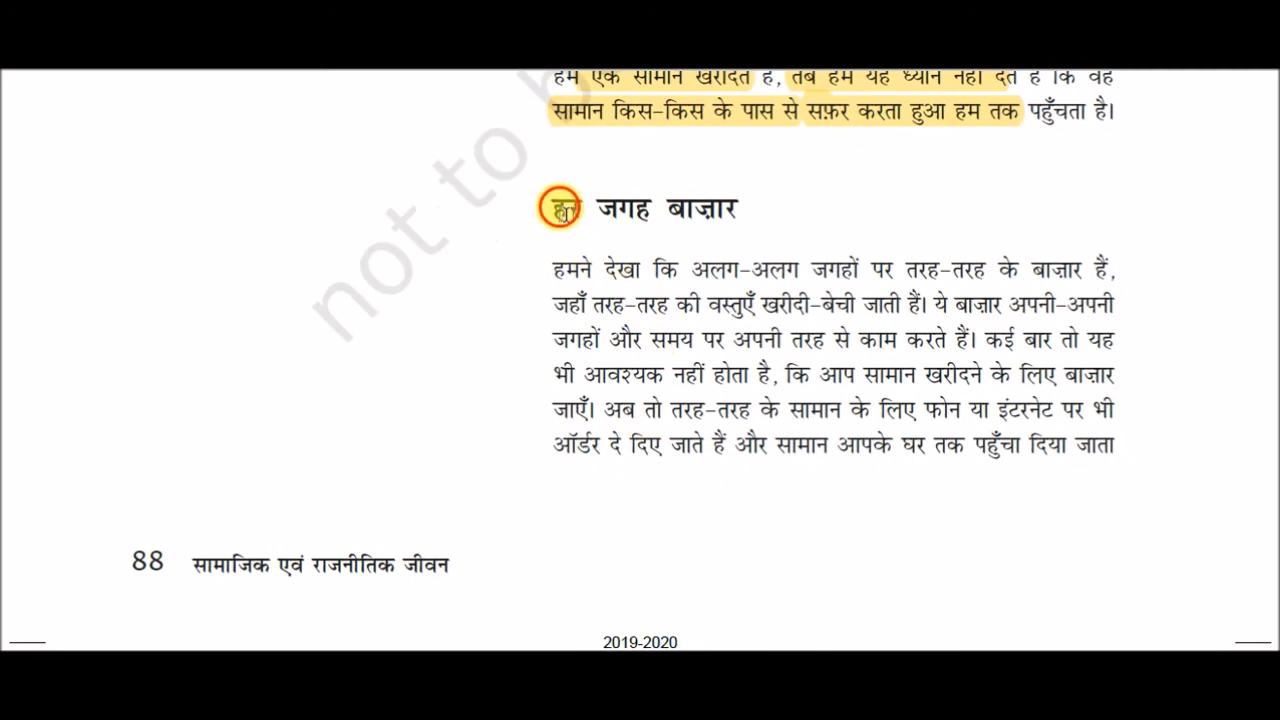 हम एक सामान खरीदते हैं, तब हम यह ध्यान नहीं देते हैं कि वह
सामान किस-किस के पास से सफ़र करता हुआ हम तक पहुँचता है।
हर जगह बाज़ार
हमने देखा कि अलग-अलग जगहों पर तरह-तरह के बाज़ार हैं,
जहाँ तरह-तरह की वस्तुएँ खरीदी-बेची जाती हैं। ये बाज़ार अपनी-अपनी
जगहों और समय पर अपनी तरह से काम करते हैं। कई बार तो यह
भी आवश्यक नहीं होता है, कि आप सामान खरीदने के लिए बाज़ार
जाएँ। अब तो तरह-तरह के सामान के लिए फोन या इंटरनेट पर भी
ऑर्डर दे दिए जाते हैं और सामान आपके घर तक पहुँचा दिया जाता
88 सामाजिक एवं राजनीतिक जीवन
2019-2020
not to b